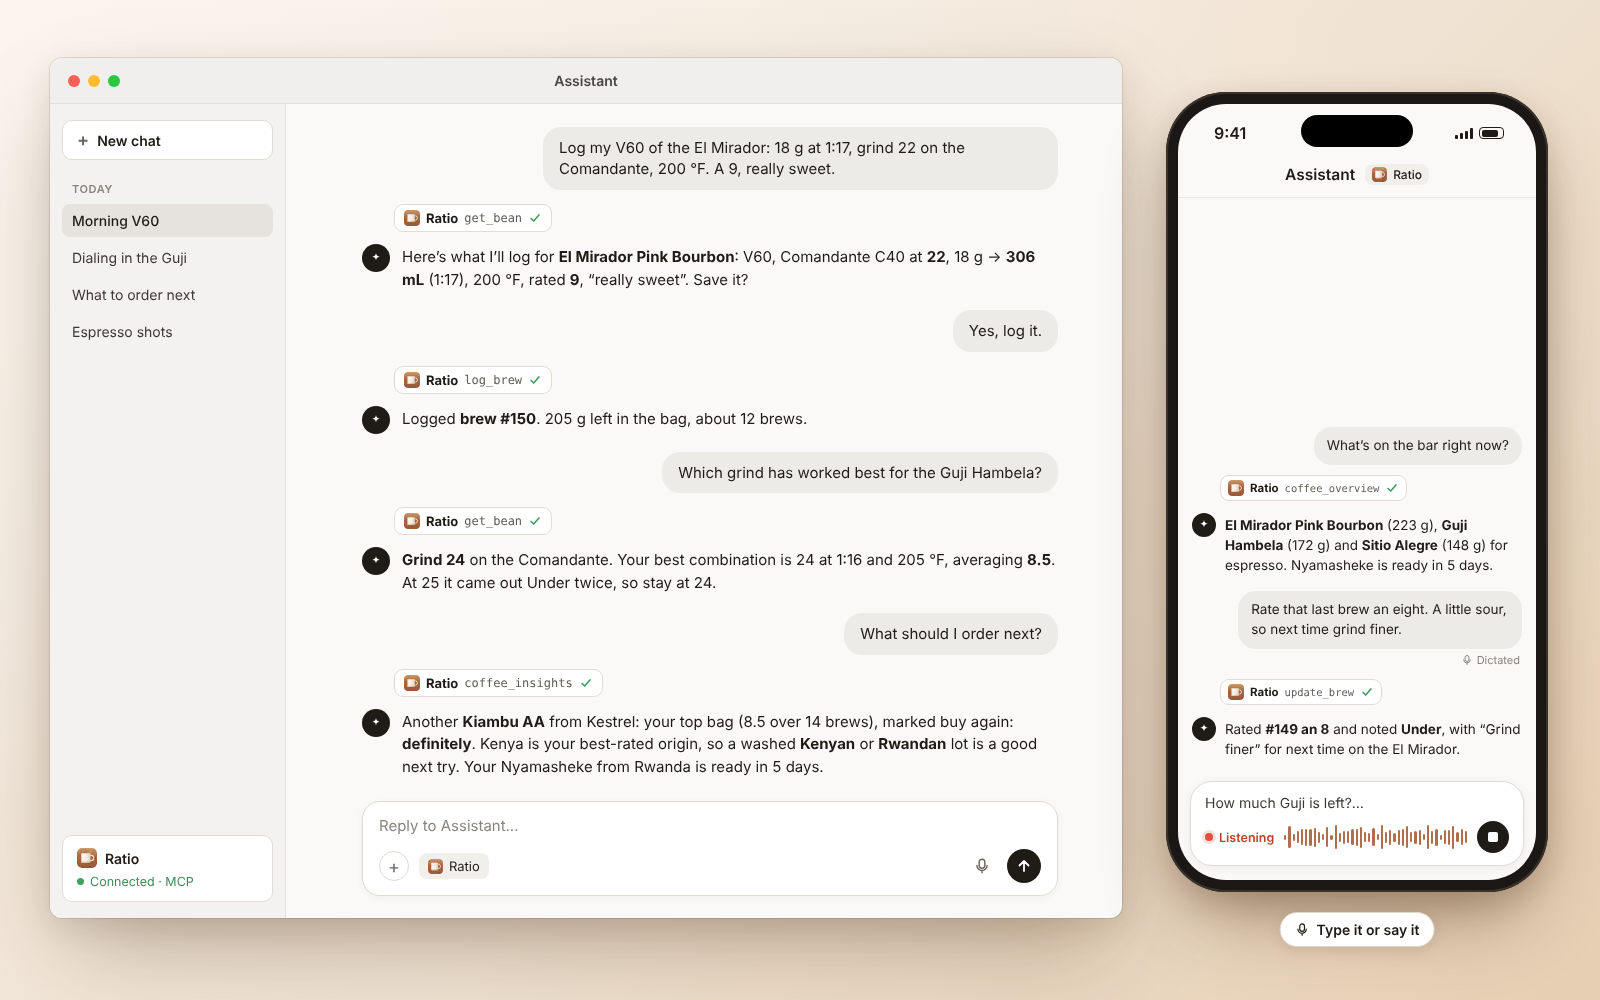 Assistant
+ New chat
TODAY
Morning V60
Dialing in the Guji
What to order next
Espresso shots
Ratio
Connected · MCP
Log my V60 of the El Mirador: 18 g at 1:17, grind 22 on the
Comandante, 200 °F. A 9, really sweet.
Ratio get_bean
Here’s what I’ll log for El Mirador Pink Bourbon: V60, Comandante C40 at 22, 18 g → 306
mL (1:17), 200 °F, rated 9, “really sweet”. Save it?
Yes, log it.
Ratio log_brew
Logged brew #150. 205 g left in the bag, about 12 brews.
Which grind has worked best for the Guji Hambela?
Ratio get_bean
Grind 24 on the Comandante. Your best combination is 24 at 1:16 and 205 °F, averaging 8.5.
At 25 it came out Under twice, so stay at 24.
What should I order next?
Ratio coffee_insights
Another Kiambu AA from Kestrel: your top bag (8.5 over 14 brews), marked buy again:
definitely. Kenya is your best-rated origin, so a washed Kenyan or Rwandan lot is a good
next try. Your Nyamasheke from Rwanda is ready in 5 days.
Reply to Assistant...
+ Ratio
9:41
Assistant Ratio
What’s on the bar right now?
Ratio coffee_overview
El Mirador Pink Bourbon (223 g), Guji
Hambela (172 g) and Sitio Alegre (148 g) for
espresso. Nyamasheke is ready in 5 days.
Rate that last brew an eight. A little sour,
so next time grind finer.
Dictated
Ratio update_brew
Rated #149 an 8 and noted Under, with “Grind
finer” for next time on the El Mirador.
How much Guji is left?...
Listening
Type it or say it